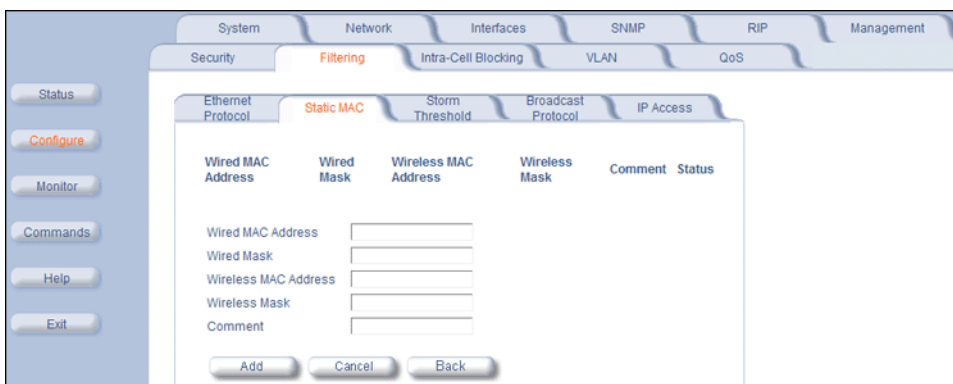 System Network Interfaces SNMP RIP Management
Security Filtering Intra-Cell Blocking VLAN QoS
Status
Configure
Monitor
Commands
Help
Exit
Ethernet Protocol
Static MAC
Storm Threshold
Broadcast Protocol
IP Access
Wired MAC Address
Wired Mask
Wireless MAC Address
Wireless Mask
Comment
Status
Wired MAC Address
Wired Mask
Wireless MAC Address
Wireless Mask
Comment
Add Cancel Back